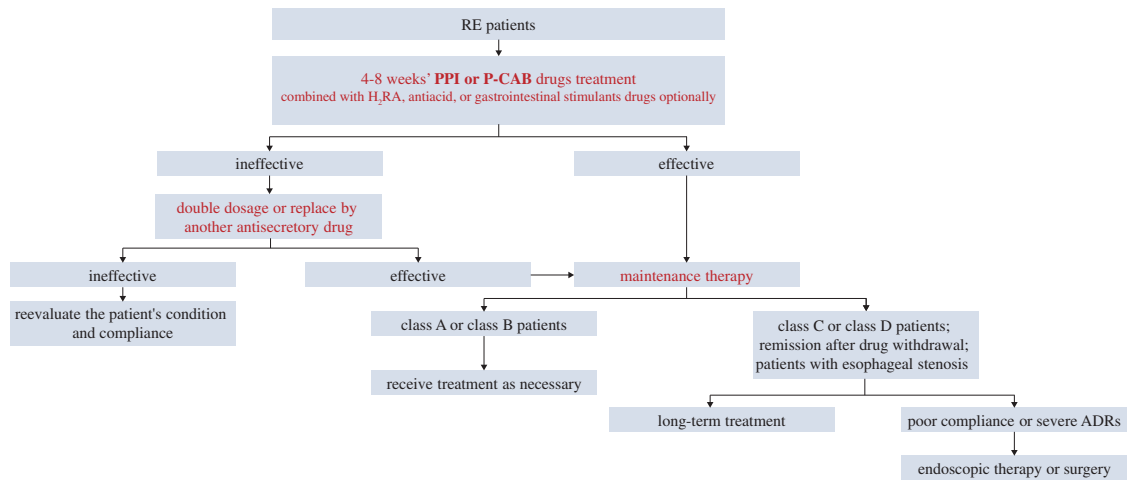 RE patients
4-8 weeks' PPI or P-CAB drugs treatment
combined with H₂RA, antiacid, or gastrointestinal stimulants drugs optionally
ineffective
effective
double dosage or replace by
another antisecretory drug
ineffective
effective
maintenance therapy
reevaluate the patient's condition
and compliance
class A or class B patients
class C or class D patients;
remission after drug withdrawal;
patients with esophageal stenosis
receive treatment as necessary
long-term treatment
poor compliance or severe ADRs
endoscopic therapy or surgery